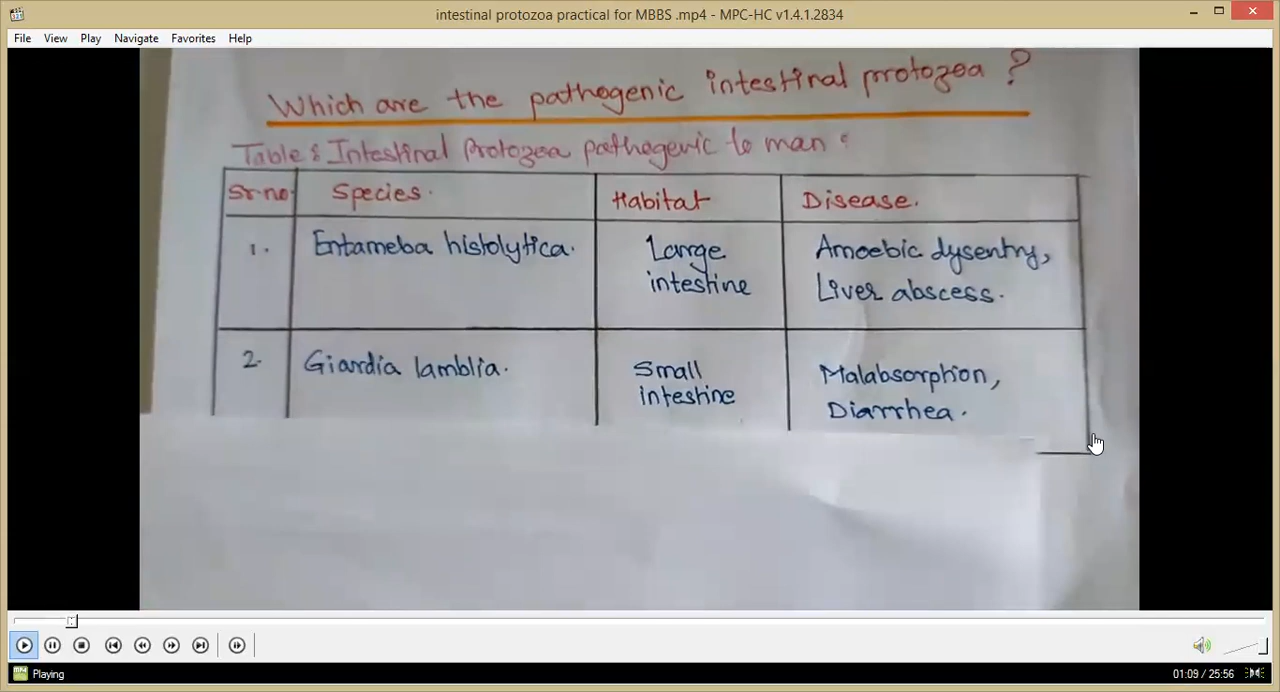 intestinal protozoa practical for MBBS .mp4 - MPC-HC v1.4.1.2834
File View Play Navigate Favorites Help
Which are the pathogenic intestinal protozoa ?
Table : Intestinal Protozoa pathogenic to man :
Sr.no. Species. Habitat Disease.
1. Entameba histolytica. Large intestine Amoebic dysentry, Liver abscess.
2. Giardia lamblia. Small intestine Malabsorption, Diarrhea.
Playing 01:09 / 25:56